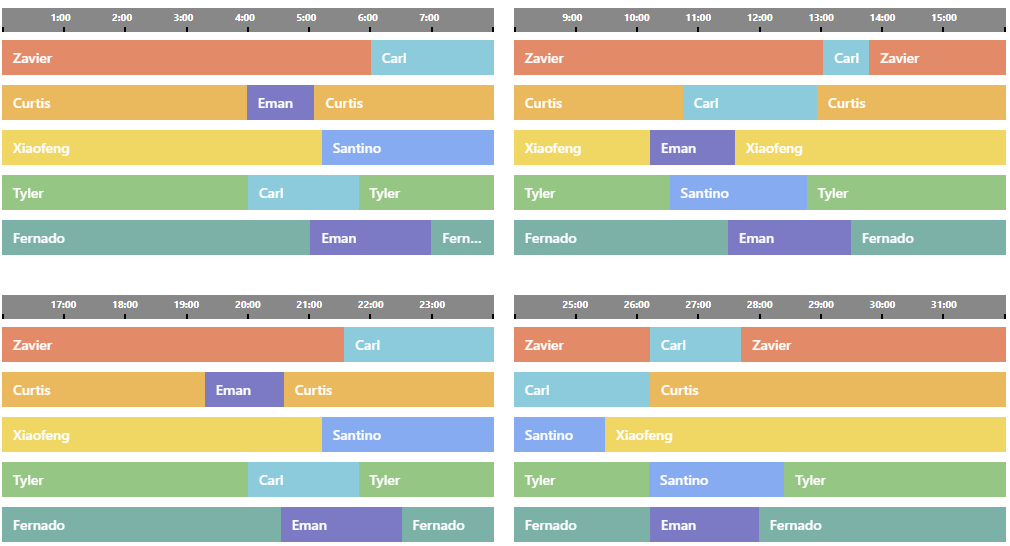 1:00 2:00 3:00 4:00 5:00 6:00 7:00
Zavier Carl
Curtis Eman Curtis
Xiaofeng Santino
Tyler Carl Tyler
Fernado Eman Fern...
9:00 10:00 11:00 12:00 13:00 14:00 15:00
Zavier Carl Zavier
Curtis Carl Curtis
Xiaofeng Eman Xiaofeng
Tyler Santino Tyler
Fernado Eman Fernado
17:00 18:00 19:00 20:00 21:00 22:00 23:00
Zavier Carl
Curtis Eman Curtis
Xiaofeng Santino
Tyler Carl Tyler
Fernado Eman Fernado
25:00 26:00 27:00 28:00 29:00 30:00 31:00
Zavier Carl Zavier
Carl Curtis
Santino Xiaofeng
Tyler Santino Tyler
Fernado Eman Fernado